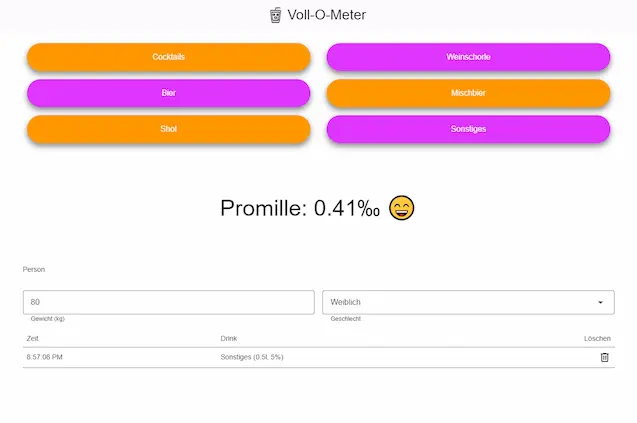 Voll-O-Meter
Cocktails
Weinschorle
Bier
Mischbier
Shot
Sonstiges
Promille: 0.41‰ 😄
Person
80
Weiblich
Gewicht (kg)
Geschlecht
Zeit Drink Löschen
8:57:08 PM Sonstiges (0.5l, 5%)